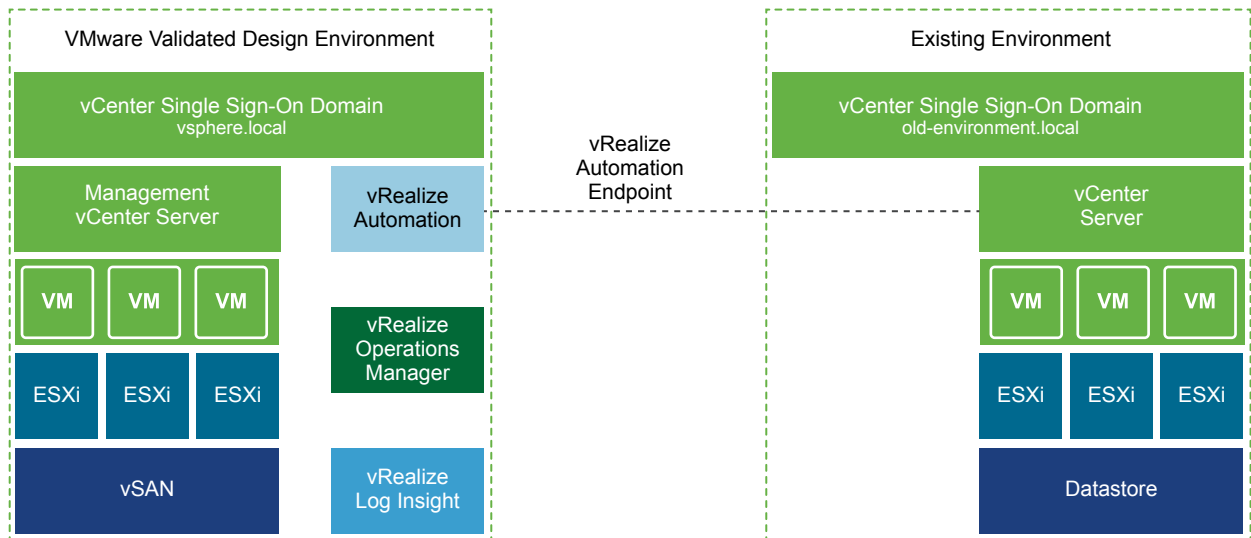 VMware Validated Design Environment
vCenter Single Sign-On Domain
vsphere.local
Management
vCenter Server
vRealize
Automation
VM
VM
VM
vRealize
Operations
Manager
ESXi
ESXi
ESXi
vSAN
vRealize
Log Insight
vRealize
Automation
Endpoint
Existing Environment
vCenter Single Sign-On Domain
old-environment.local
vCenter
Server
VM
VM
VM
ESXi
ESXi
ESXi
Datastore